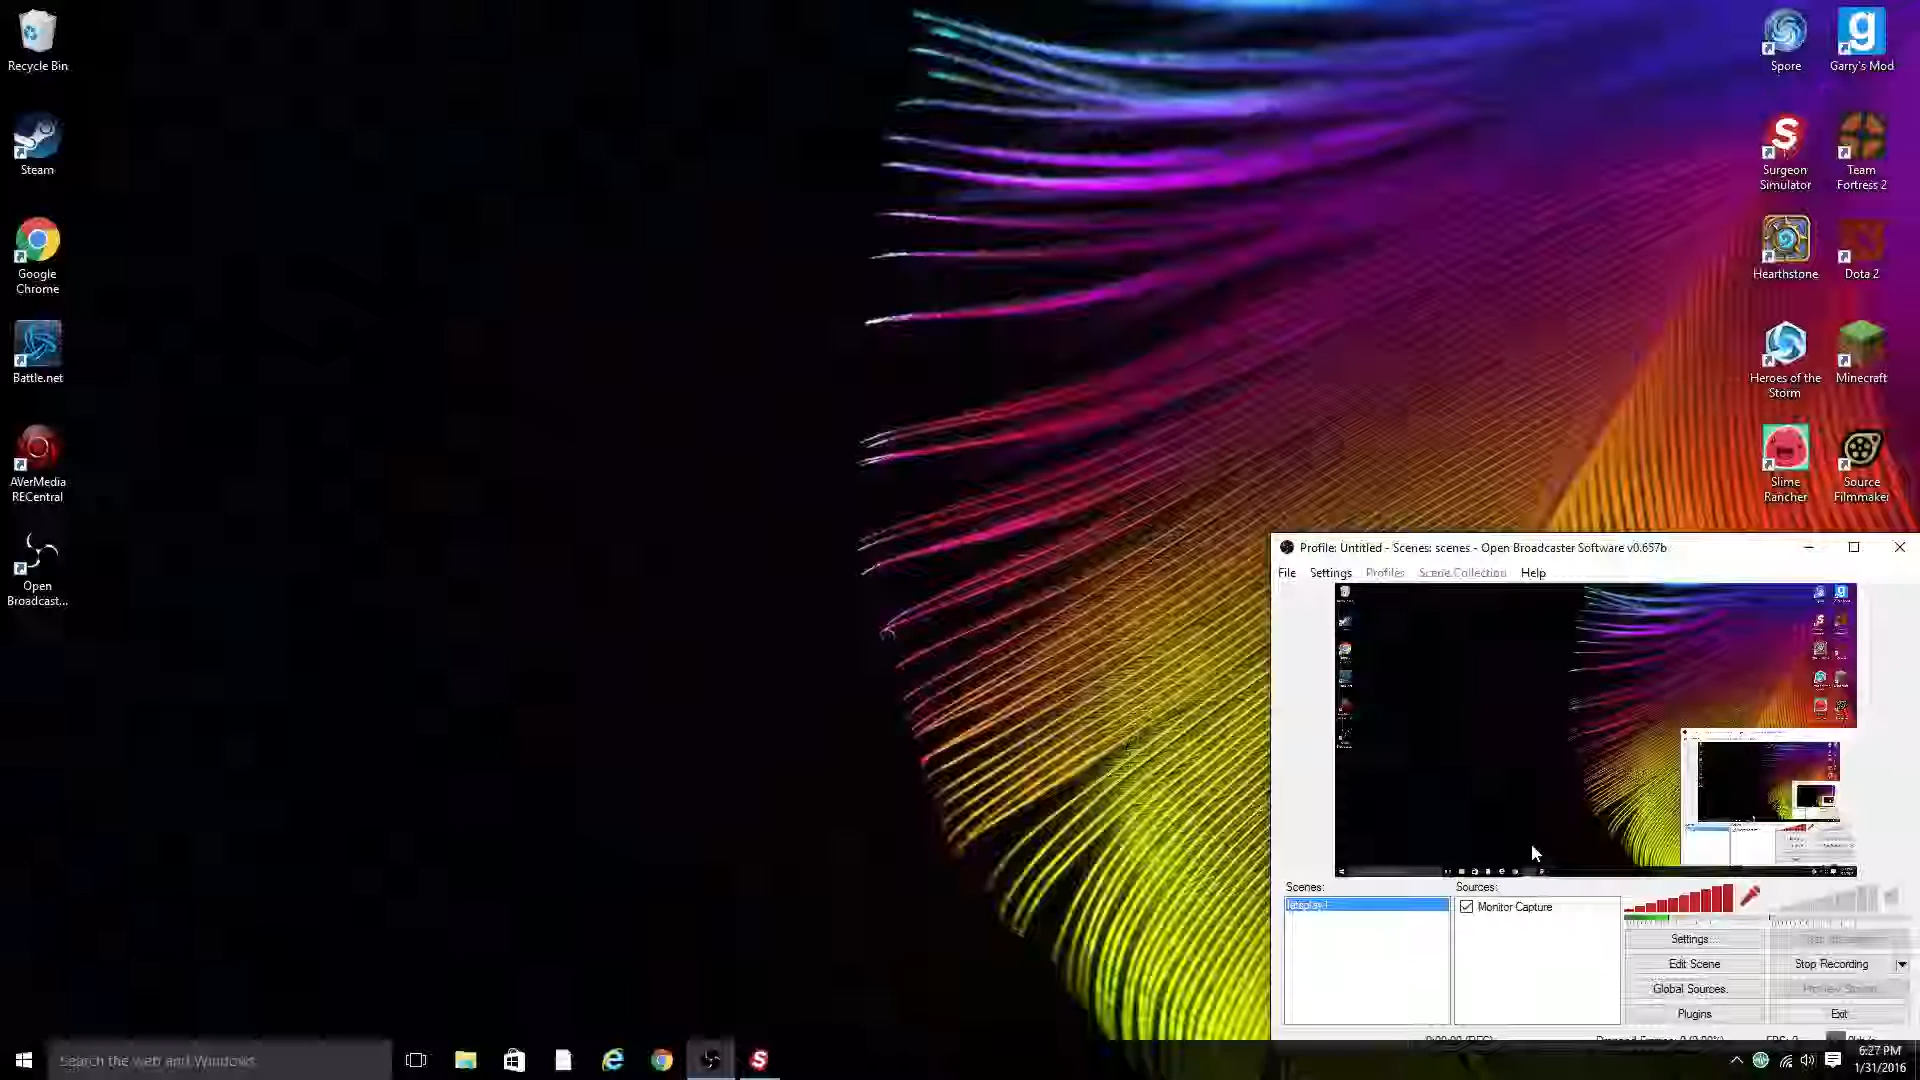 Recycle Bin
Steam
Google
Chrome
Battle.net
AVerMedia
RECentral
Open
Broadcast...
Spore
Garry's Mod
Surgeon
Simulator
Team
Fortress 2
Hearthstone
Dota 2
Heroes of the
Storm
Minecraft
Slime
Rancher
Source
Filmmaker
Profile: Untitled - Scenes: scenes - Open Broadcaster Software v0.657b
File Settings Profiles Scene Collection Help
Scenes:
Sources:
Monitor Capture
Settings...
Edit Scene
Stop Recording
Global Sources.
Plugins
Exit
Search the web and Windows
6:27 PM
1/31/2016